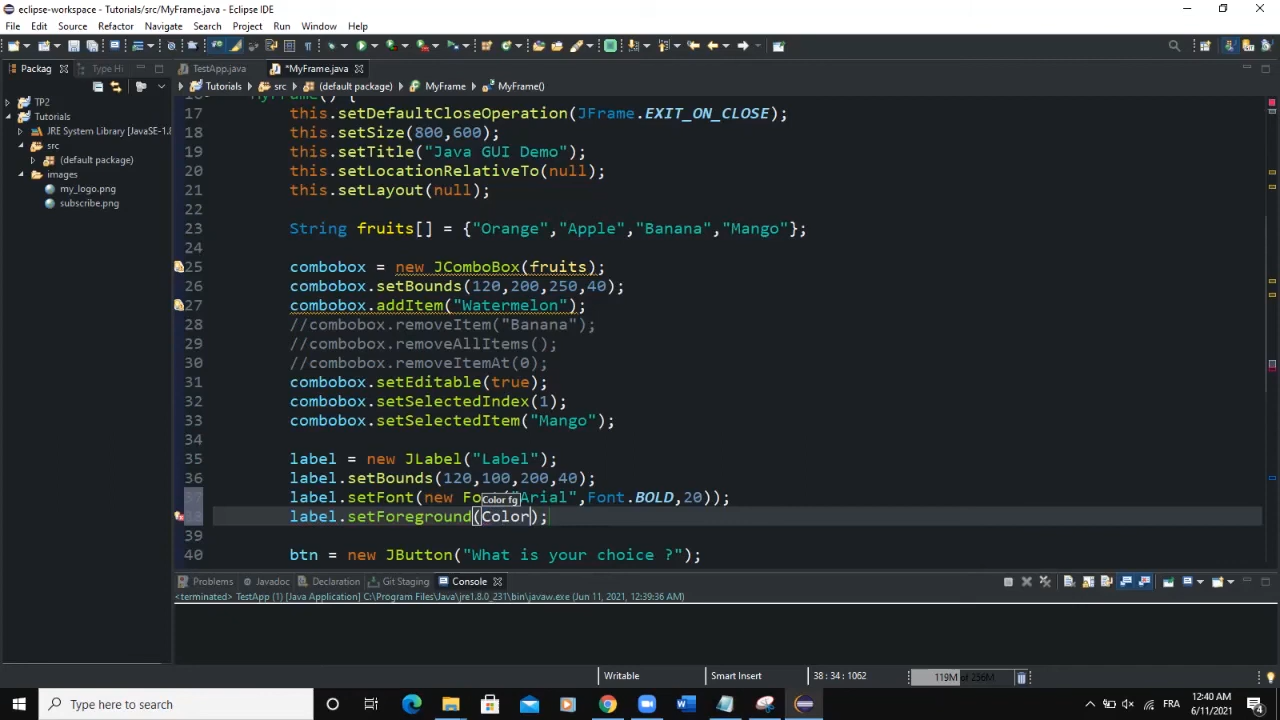 eclipse-workspace - Tutorials/src/MyFrame.java - Eclipse IDE
File Edit Source Refactor Navigate Search Project Run Window Help
Packag Type Hi TestApp.java *MyFrame.java
Tutorials src (default package) MyFrame MyFrame()
TP2
Tutorials
JRE System Library [JavaSE-1.
src
(default package)
images
my_logo.png
subscribe.png
MyFrame() {
17 this.setDefaultCloseOperation(JFrame.EXIT_ON_CLOSE);
18 this.setSize(800,600);
19 this.setTitle("Java GUI Demo");
20 this.setLocationRelativeTo(null);
21 this.setLayout(null);
22
23 String fruits[] = {"Orange","Apple","Banana","Mango"};
24
25 combobox = new JComboBox(fruits);
26 combobox.setBounds(120,200,250,40);
27 combobox.addItem("Watermelon");
28 //combobox.removeItem("Banana");
29 //combobox.removeAllItems();
30 //combobox.removeItemAt(0);
31 combobox.setEditable(true);
32 combobox.setSelectedIndex(1);
33 combobox.setSelectedItem("Mango");
34
35 label = new JLabel("Label");
36 label.setBounds(120,100,200,40);
37 label.setFont(new Font("Arial",Font.BOLD,20));
Color fg
38 label.setForeground(Color);
39
40 btn = new JButton("What is your choice ?");
Problems Javadoc Declaration Git Staging Console
<terminated> TestApp (1) [Java Application] C:\Program Files\Java\jre1.8.0_231\bin\javaw.exe (Jun 11, 2021, 12:39:36 AM)
Writable Smart Insert 38 : 34 : 1062 119M of 256M
Type here to search
FRA
12:40 AM
6/11/2021
4